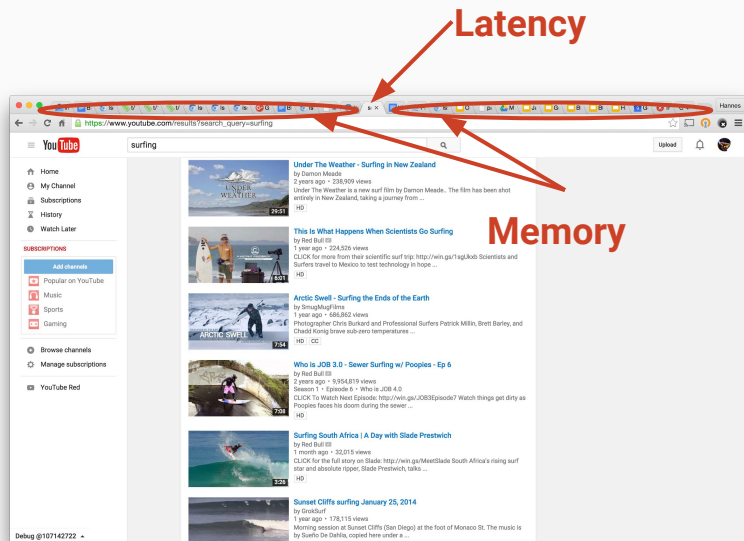 Latency
Hannes
https://www.youtube.com/results?search_query=surfing
You Tube
surfing
Upload
Home
My Channel
Subscriptions
History
Watch Later
SUBSCRIPTIONS
Add channels
Popular on YouTube
Music
Sports
Gaming
Browse channels
Manage subscriptions
YouTube Red
Debug @107142722
Memory
UNDER
WEATHER
29:51
Under The Weather - Surfing in New Zealand
by Damon Meade
2 years ago • 238,909 views
Under The Weather is a new surf film by Damon Meade.. The film has been shot
entirely in New Zealand, taking a journey from ...
HD
6:01
This Is What Happens When Scientists Go Surfing
by Red Bull
1 year ago • 224,526 views
CLICK for more from their scientific surf trip: http://win.gs/1sgUkxb Scientists and
Surfers travel to Mexico to test technology in hope ...
HD
ARCTIC SWELL
7:54
Arctic Swell - Surfing the Ends of the Earth
by SmugMugFilms
1 year ago • 686,862 views
Photographer Chris Burkard and Professional Surfers Patrick Millin, Brett Barley, and
Chadd Konig brave sub-zero temperatures ...
HD CC
7:08
Who is JOB 3.0 - Sewer Surfing w/ Poopies - Ep 6
by Red Bull
2 years ago • 9,954,819 views
Season 1 • Episode 6 • Who is JOB 4.0
CLICK To Watch Next Episode: http://win.gs/JOB3Episode7 Watch things get dirty as
Poopies faces his doom during the sewer ...
HD
3:26
Surfing South Africa | A Day with Slade Prestwich
by Red Bull
1 month ago • 32,015 views
CLICK for the full story on Slade: http://win.gs/MeetSlade South Africa's rising surf
star and absolute ripper, Slade Prestwich, talks ...
HD
Sunset Cliffs surfing January 25, 2014
by GrokSurf
1 year ago • 178,115 views
Morning session at Sunset Cliffs (San Diego) at the foot of Monaco St. The music is
by Sueño De Dahlia, copied here under a ...